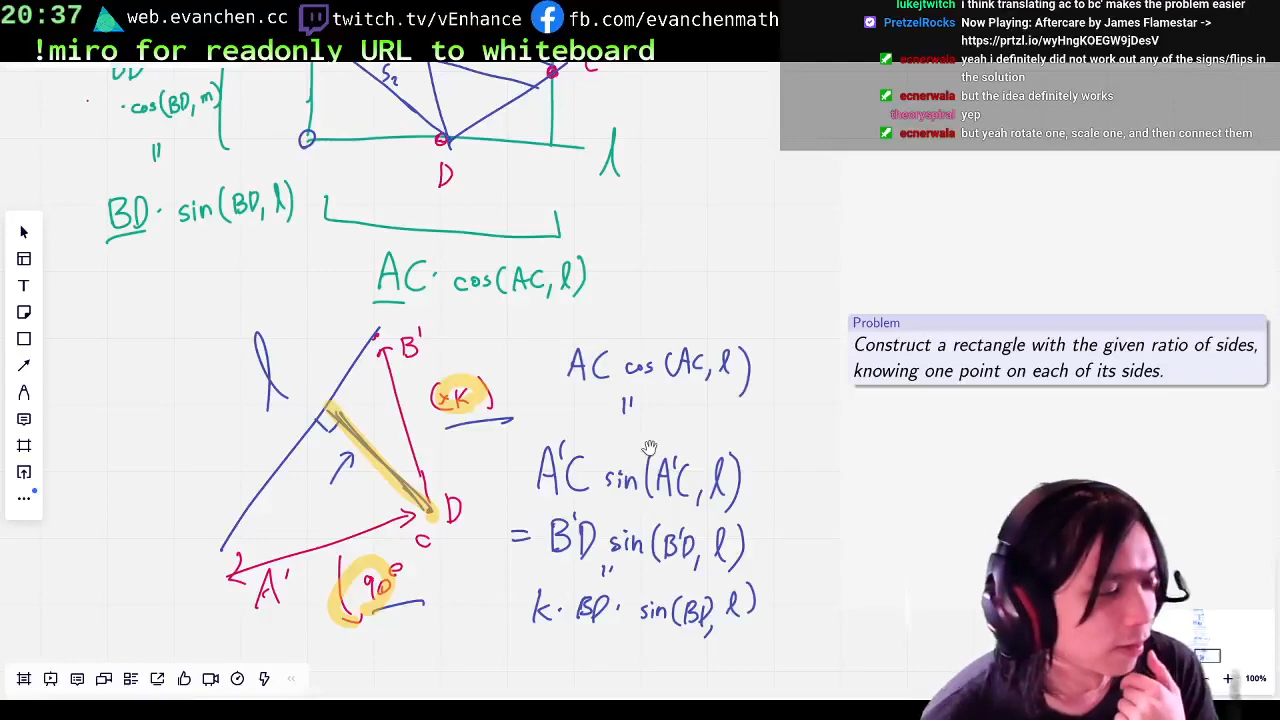 20:37 web.evanchen.cc twitch.tv/vEnhance fb.com/evanchenmath
!miro for readonly URL to whiteboard
lukejtwitch i think translating ac to bc' makes the problem easier
PretzelRocks Now Playing: Aftercare by James Flamestar ->
https://prtzl.io/wyHngKOEGW9jDesV
ecnerwala yeah i definitely did not work out any of the signs/flips in
the solution
ecnerwala but the idea definitely works
theoryspiral yep
ecnerwala but yeah rotate one, scale one, and then connect them
S2
· cos(BD, m)
"
D
l
BD · sin(BD, l)
AC · cos(AC, l)
l
B'
(×K)
D
C
A'
90°
AC cos(AC, l)
"
A'C sin(A'C, l)
= B'D sin(B'D, l)
"
k · BD · sin(BD, l)
Problem
Construct a rectangle with the given ratio of sides,
knowing one point on each of its sides.
100%